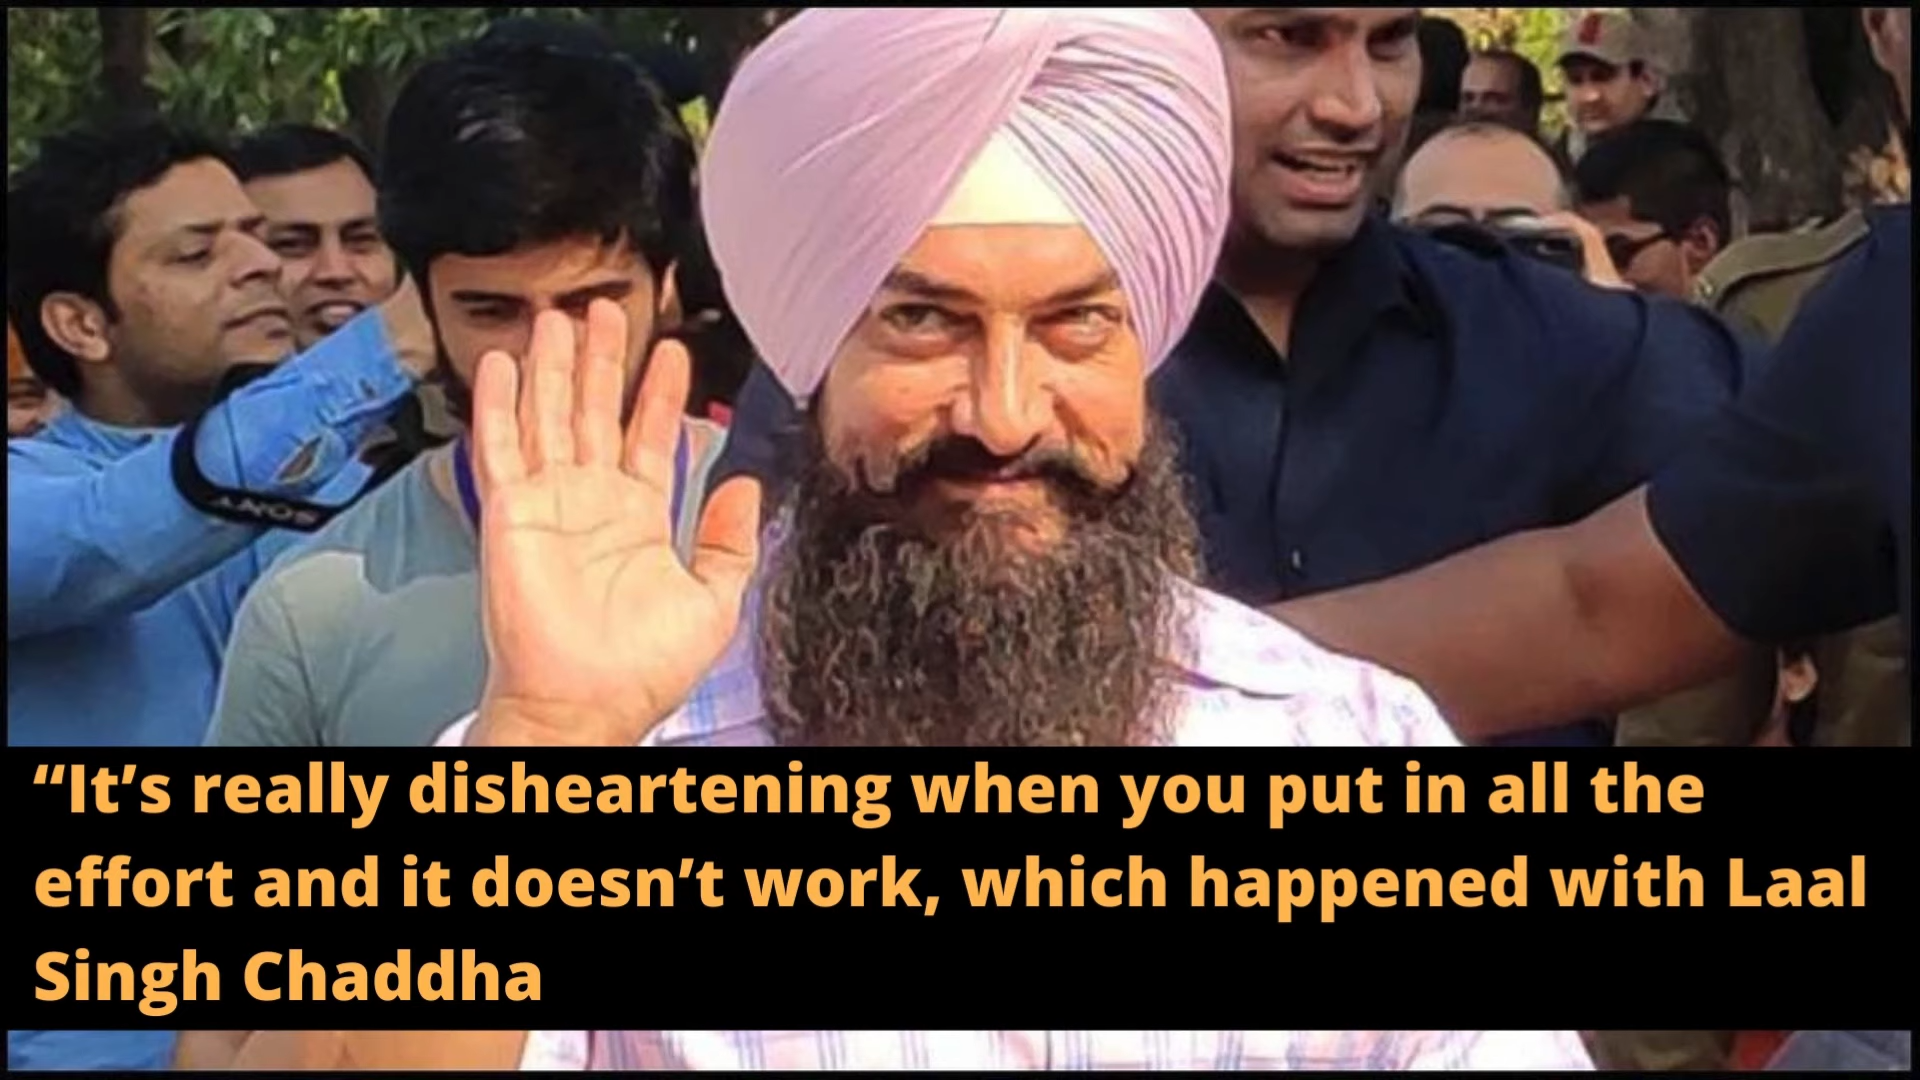 SONY
“It’s really disheartening when you put in all the
effort and it doesn’t work, which happened with Laal
Singh Chaddha